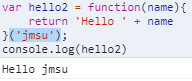 var hello2 = function(name){
    return 'Hello ' + name
}('jmsu');
console.log(hello2)
Hello jmsu